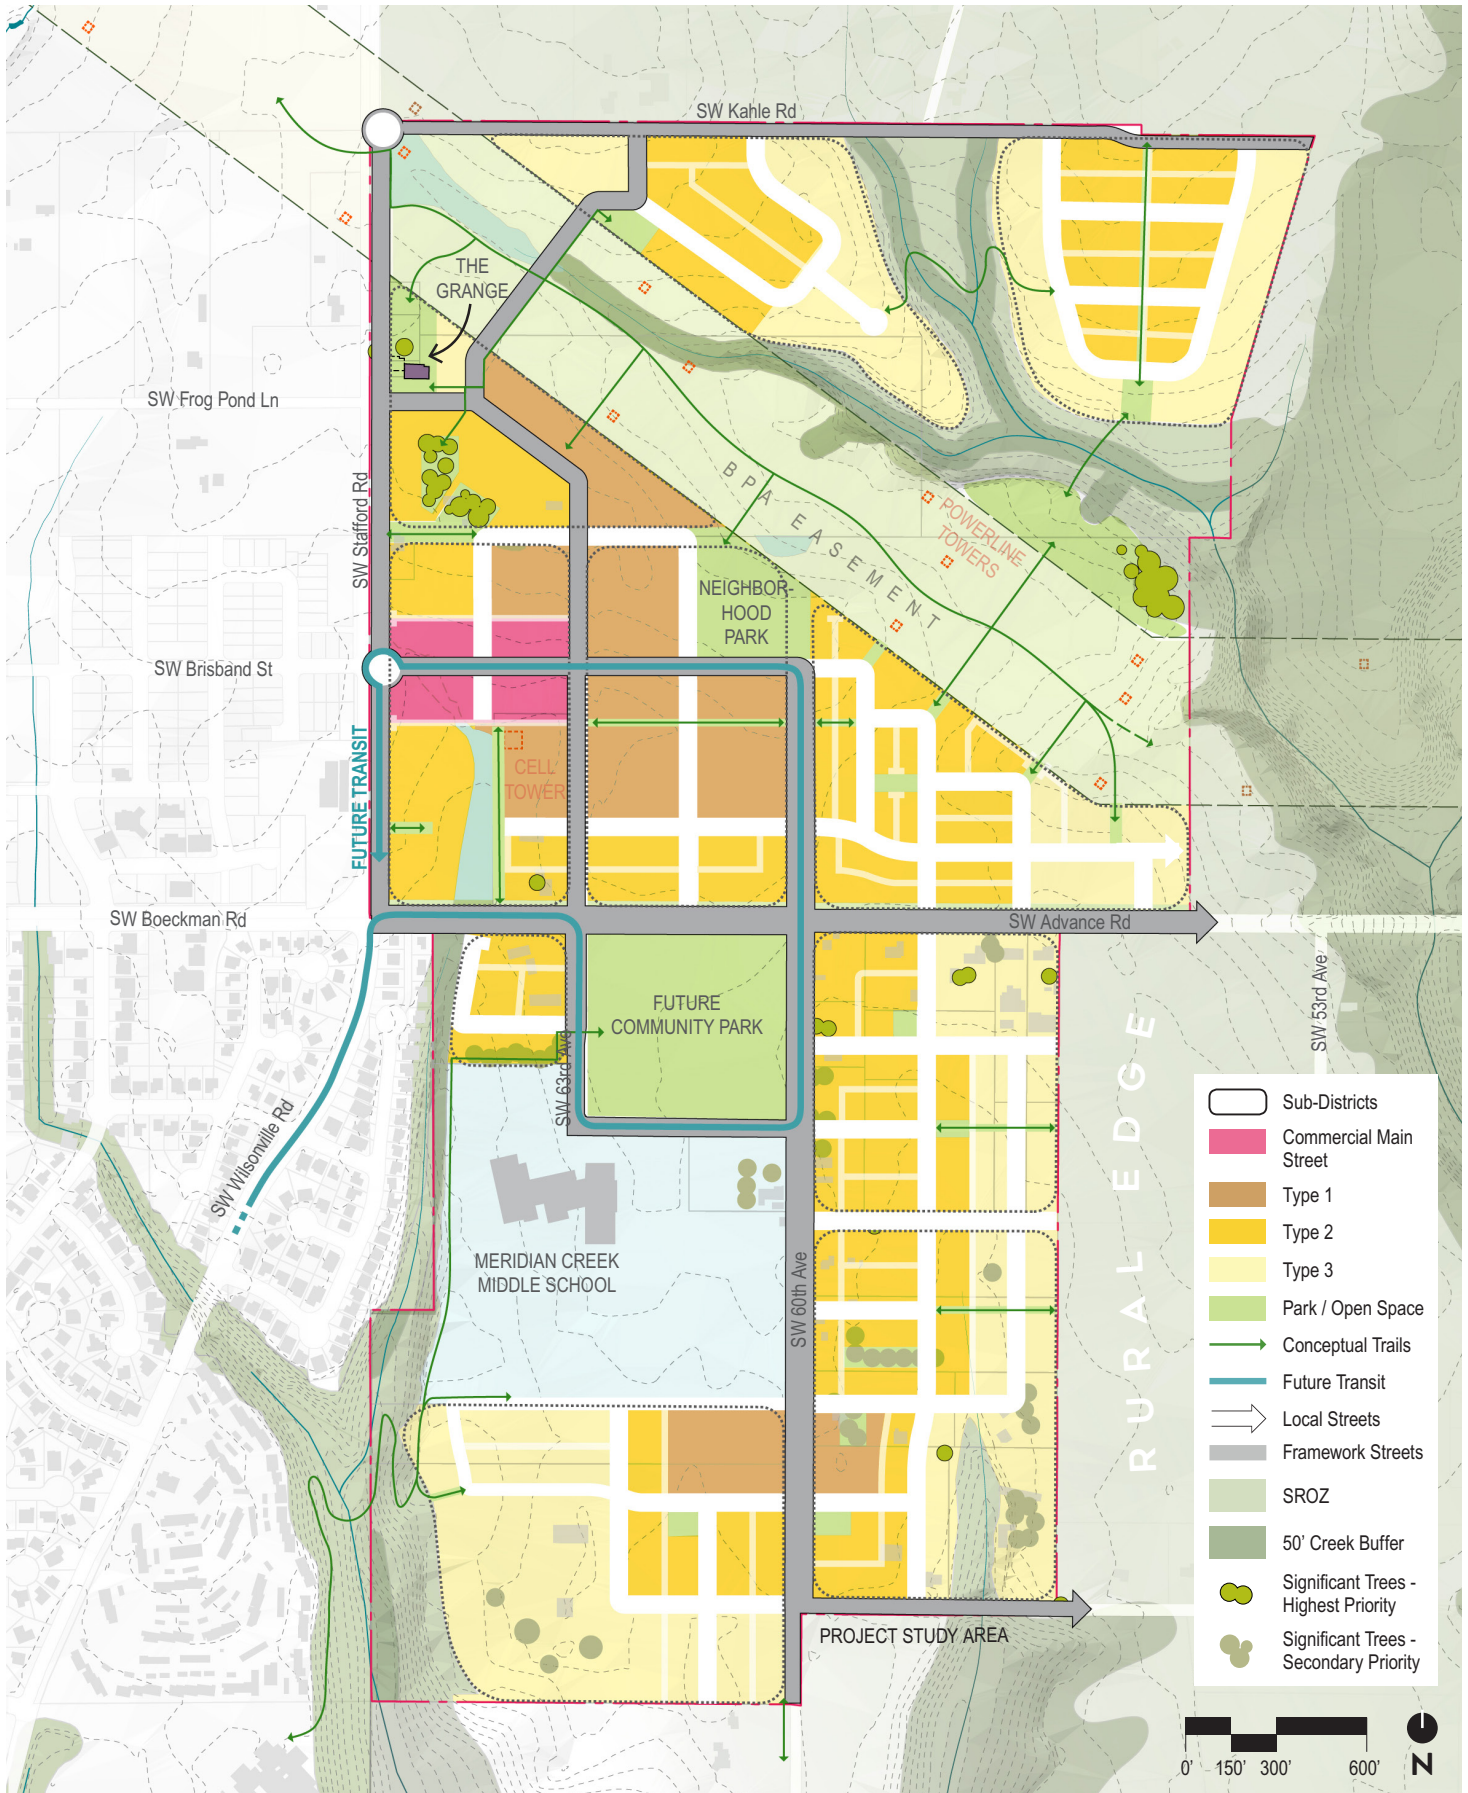 SW Kahle Rd
THE
GRANGE
SW Frog Pond Ln
SW Stafford Rd
BPA EASEMENT
POWERLINE
TOWERS
NEIGHBOR-
HOOD
PARK
SW Brisband St
FUTURE TRANSIT
CELL
TOWER
SW Boeckman Rd
SW Advance Rd
SW 53rd Ave
FUTURE
COMMUNITY PARK
SW 63rd Ave
SW Wilsonville Rd
RURAL EDGE
MERIDIAN CREEK
MIDDLE SCHOOL
SW 60th Ave
PROJECT STUDY AREA
Sub-Districts
Commercial Main
Street
Type 1
Type 2
Type 3
Park / Open Space
Conceptual Trails
Future Transit
Local Streets
Framework Streets
SROZ
50' Creek Buffer
Significant Trees -
Highest Priority
Significant Trees -
Secondary Priority
0' 150' 300' 600'
N